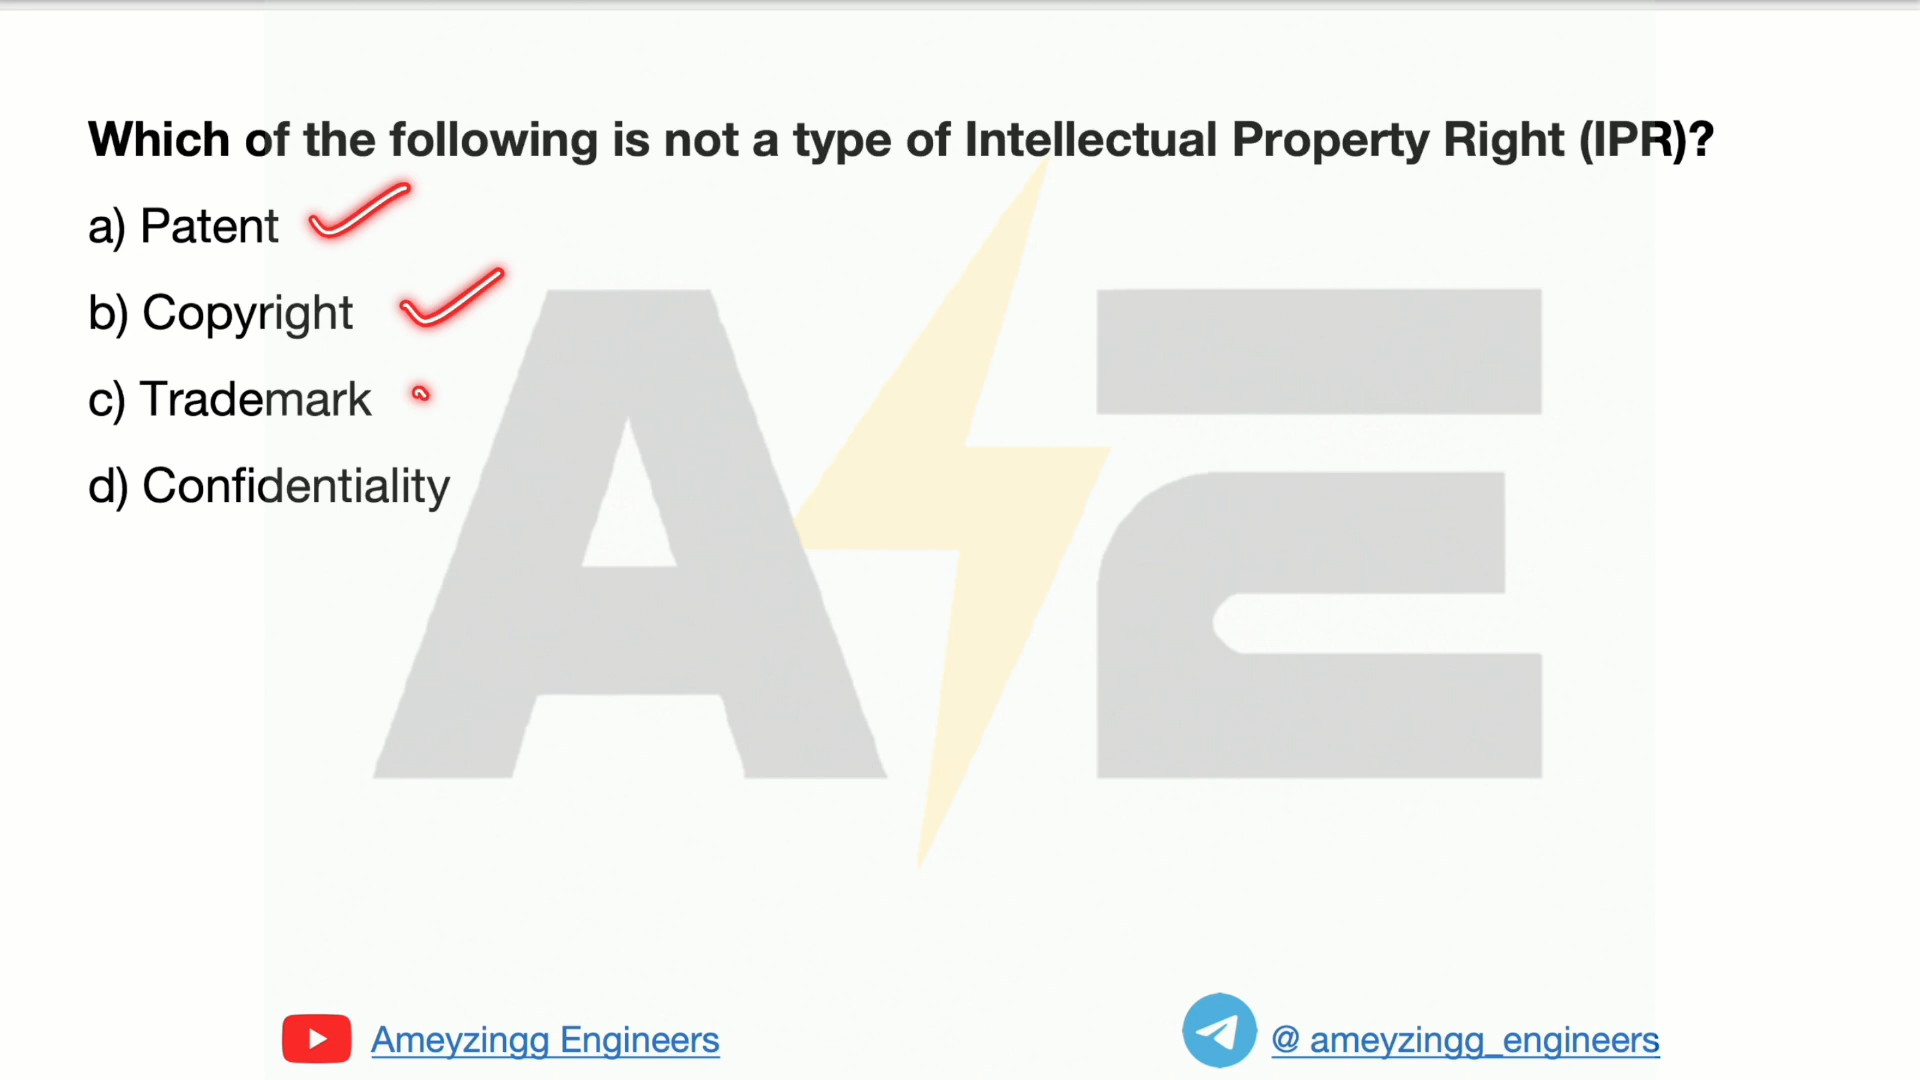 Which of the following is not a type of Intellectual Property Right (IPR)?
a) Patent
b) Copyright
c) Trademark
d) Confidentiality
AE
Ameyzingg Engineers
@ ameyzingg_engineers